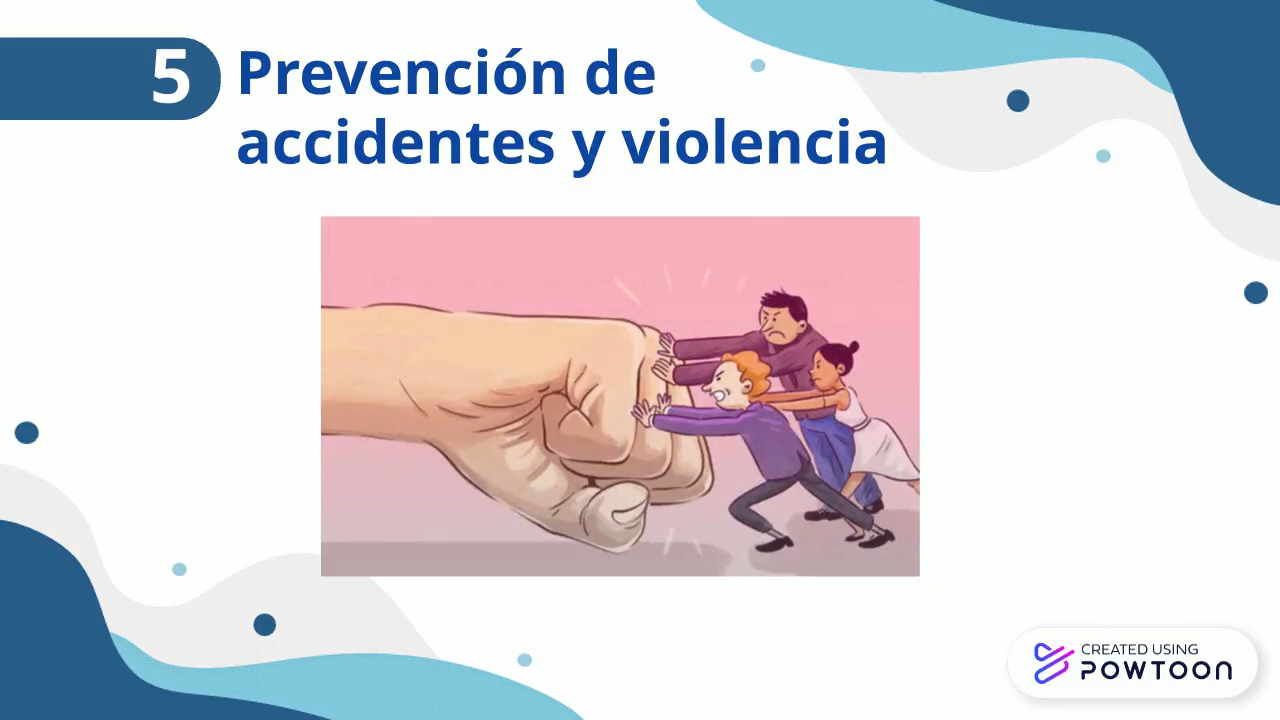 5
Prevención de
accidentes y violencia
CREATED USING
POWTOON